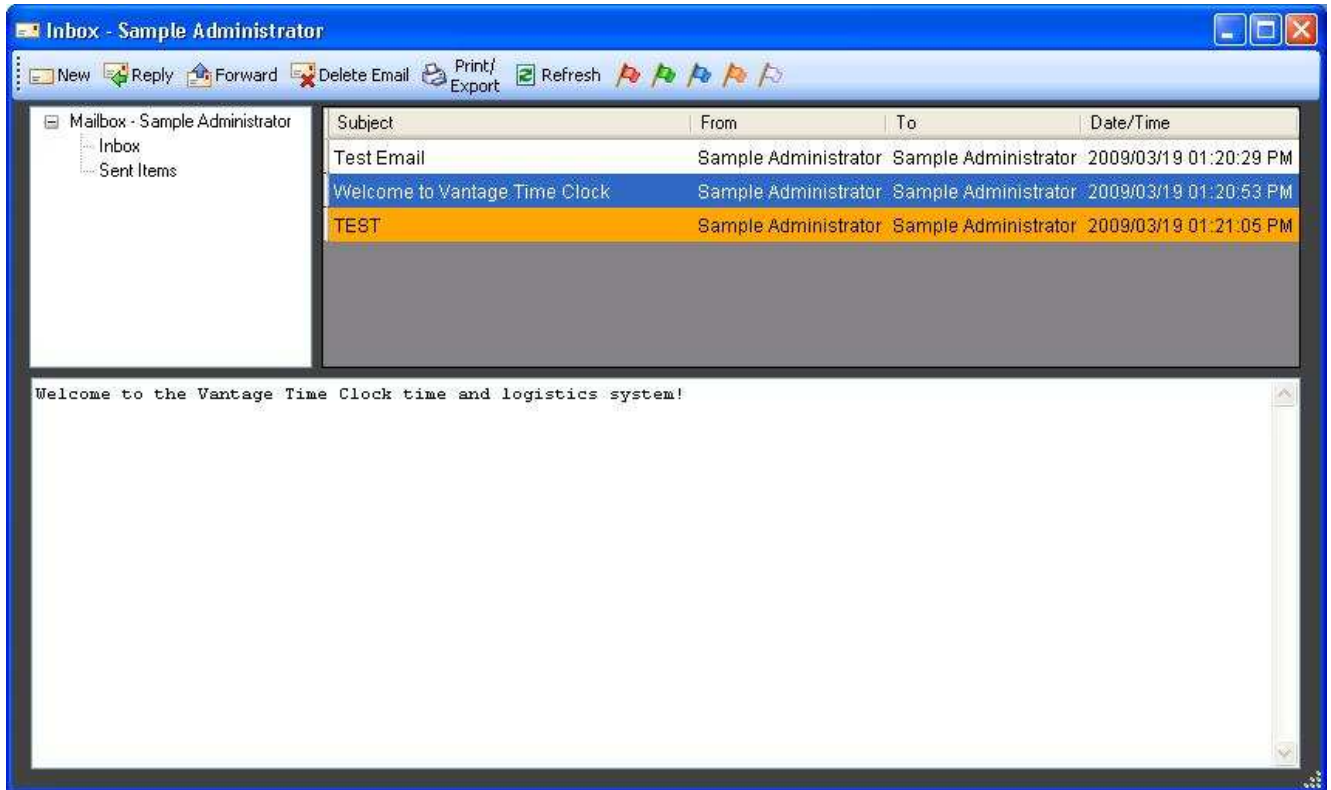 Inbox - Sample Administrator
New Reply Forward Delete Email Print/ Export Refresh
Mailbox - Sample Administrator
Inbox
Sent Items
Subject From To Date/Time
Test Email Sample Administrator Sample Administrator 2009/03/19 01:20:29 PM
Welcome to Vantage Time Clock Sample Administrator Sample Administrator 2009/03/19 01:20:53 PM
TEST Sample Administrator Sample Administrator 2009/03/19 01:21:05 PM
Welcome to the Vantage Time Clock time and logistics system!